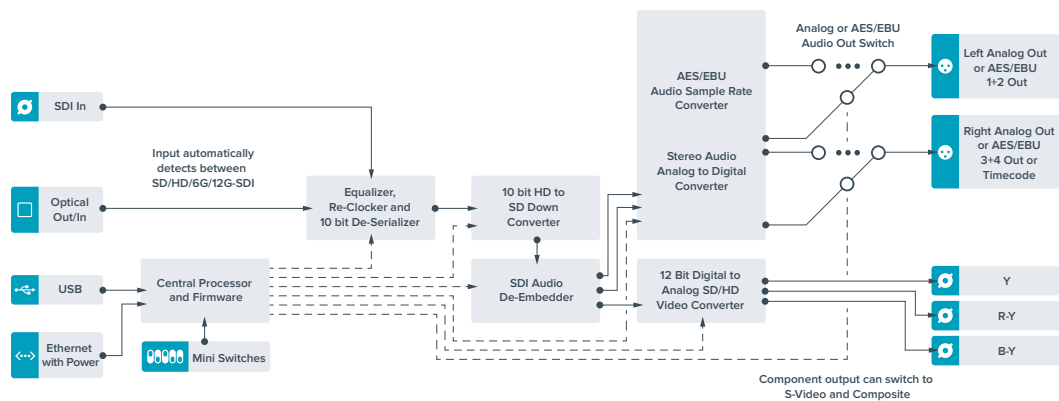 Analog or AES/EBU
Audio Out Switch
Left Analog Out
or AES/EBU
1+2 Out
AES/EBU
Audio Sample Rate
Converter
SDI In
Right Analog Out
or AES/EBU
3+4 Out or
Timecode
Input automatically
detects between
SD/HD/6G/12G-SDI
Stereo Audio
Analog to Digital
Converter
Optical
Out/In
Equalizer,
Re-Clocker and
10 bit De-Serializer
10 bit HD to
SD Down
Converter
USB
Central Processor
and Firmware
SDI Audio
De-Embedder
12 Bit Digital to
Analog SD/HD
Video Converter
Y
R-Y
B-Y
Ethernet
with Power
Mini Switches
Component output can switch to
S-Video and Composite